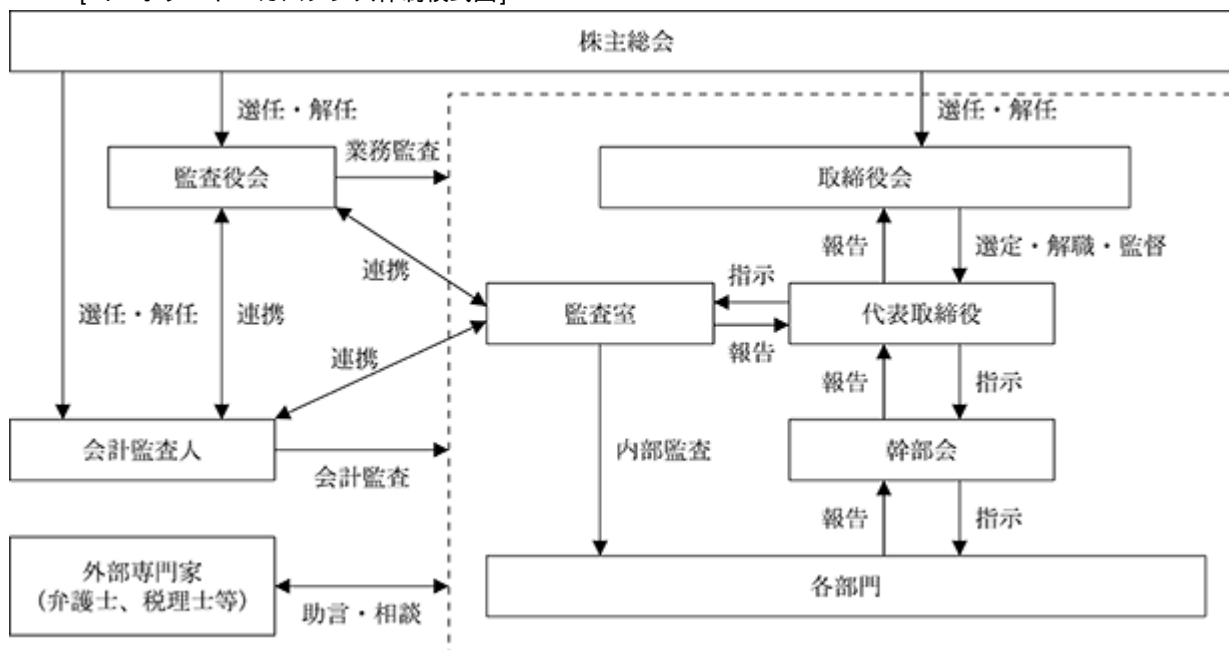 株主総会
選任・解任
選任・解任
業務監査
監査役会
取締役会
報告
選定・解職・監督
連携
指示
選任・解任
連携
監査室
代表取締役
報告
連携
報告
指示
会計監査人
内部監査
幹部会
会計監査
報告
指示
外部専門家
(弁護士、税理士等)
助言・相談
各部門